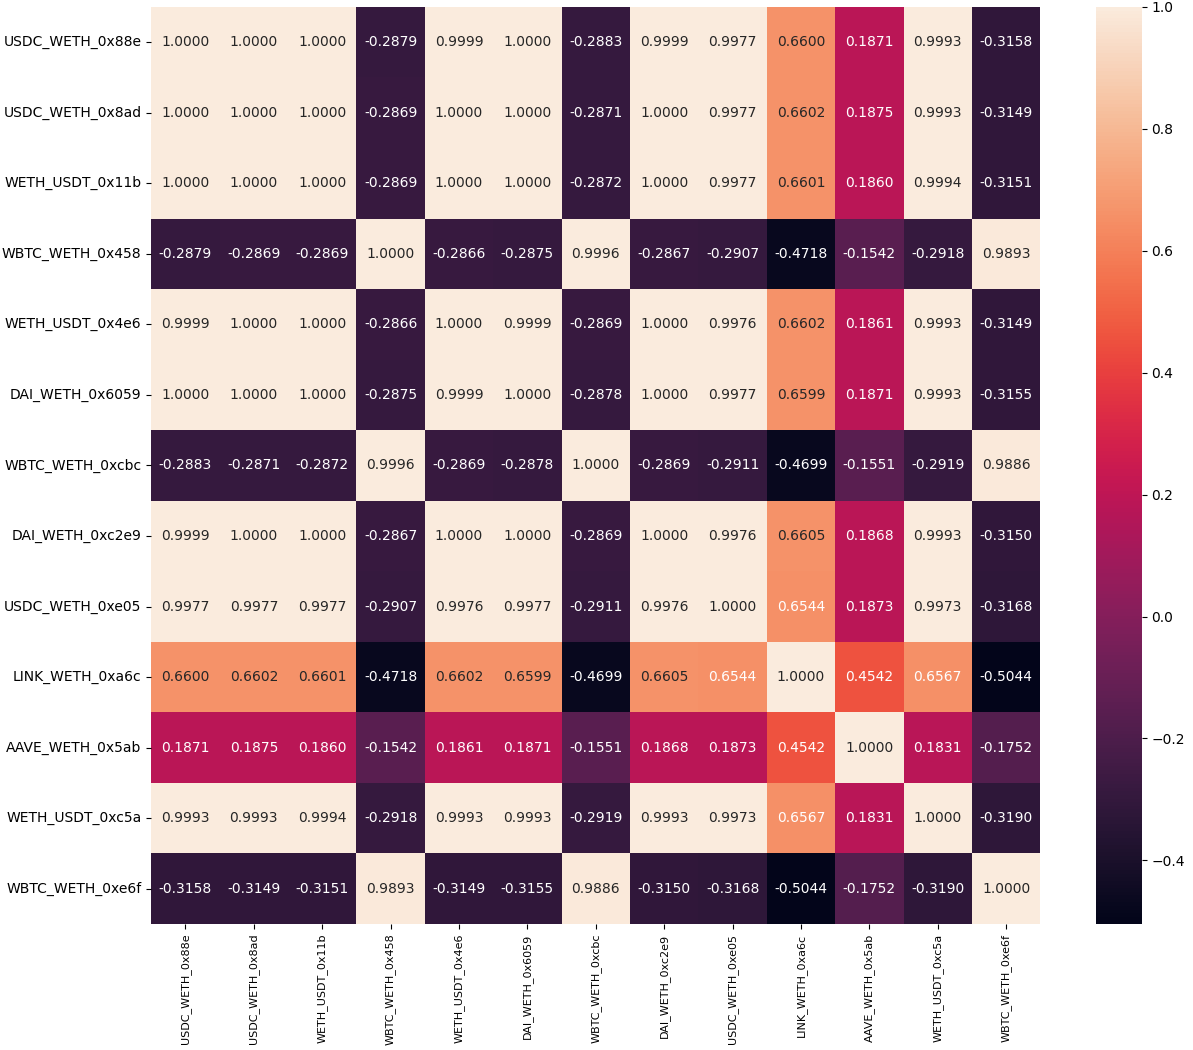 USDC_WETH_0x88e 1.0000 1.0000 1.0000 -0.2879 0.9999 1.0000 -0.2883 0.9999 0.9977 0.6600 0.1871 0.9993 -0.3158
USDC_WETH_0x8ad 1.0000 1.0000 1.0000 -0.2869 1.0000 1.0000 -0.2871 1.0000 0.9977 0.6602 0.1875 0.9993 -0.3149
WETH_USDT_0x11b 1.0000 1.0000 1.0000 -0.2869 1.0000 1.0000 -0.2872 1.0000 0.9977 0.6601 0.1860 0.9994 -0.3151
WBTC_WETH_0x458 -0.2879 -0.2869 -0.2869 1.0000 -0.2866 -0.2875 0.9996 -0.2867 -0.2907 -0.4718 -0.1542 -0.2918 0.9893
WETH_USDT_0x4e6 0.9999 1.0000 1.0000 -0.2866 1.0000 0.9999 -0.2869 1.0000 0.9976 0.6602 0.1861 0.9993 -0.3149
DAI_WETH_0x6059 1.0000 1.0000 1.0000 -0.2875 0.9999 1.0000 -0.2878 1.0000 0.9977 0.6599 0.1871 0.9993 -0.3155
WBTC_WETH_0xcbc -0.2883 -0.2871 -0.2872 0.9996 -0.2869 -0.2878 1.0000 -0.2869 -0.2911 -0.4699 -0.1551 -0.2919 0.9886
DAI_WETH_0xc2e9 0.9999 1.0000 1.0000 -0.2867 1.0000 1.0000 -0.2869 1.0000 0.9976 0.6605 0.1868 0.9993 -0.3150
USDC_WETH_0xe05 0.9977 0.9977 0.9977 -0.2907 0.9976 0.9977 -0.2911 0.9976 1.0000 0.6544 0.1873 0.9973 -0.3168
LINK_WETH_0xa6c 0.6600 0.6602 0.6601 -0.4718 0.6602 0.6599 -0.4699 0.6605 0.6544 1.0000 0.4542 0.6567 -0.5044
AAVE_WETH_0x5ab 0.1871 0.1875 0.1860 -0.1542 0.1861 0.1871 -0.1551 0.1868 0.1873 0.4542 1.0000 0.1831 -0.1752
WETH_USDT_0xc5a 0.9993 0.9993 0.9994 -0.2918 0.9993 0.9993 -0.2919 0.9993 0.9973 0.6567 0.1831 1.0000 -0.3190
WBTC_WETH_0xe6f -0.3158 -0.3149 -0.3151 0.9893 -0.3149 -0.3155 0.9886 -0.3150 -0.3168 -0.5044 -0.1752 -0.3190 1.0000
USDC_WETH_0x88e
USDC_WETH_0x8ad
WETH_USDT_0x11b
WBTC_WETH_0x458
WETH_USDT_0x4e6
DAI_WETH_0x6059
WBTC_WETH_0xcbc
DAI_WETH_0xc2e9
USDC_WETH_0xe05
LINK_WETH_0xa6c
AAVE_WETH_0x5ab
WETH_USDT_0xc5a
WBTC_WETH_0xe6f
1.0
0.8
0.6
0.4
0.2
0.0
−0.2
−0.4